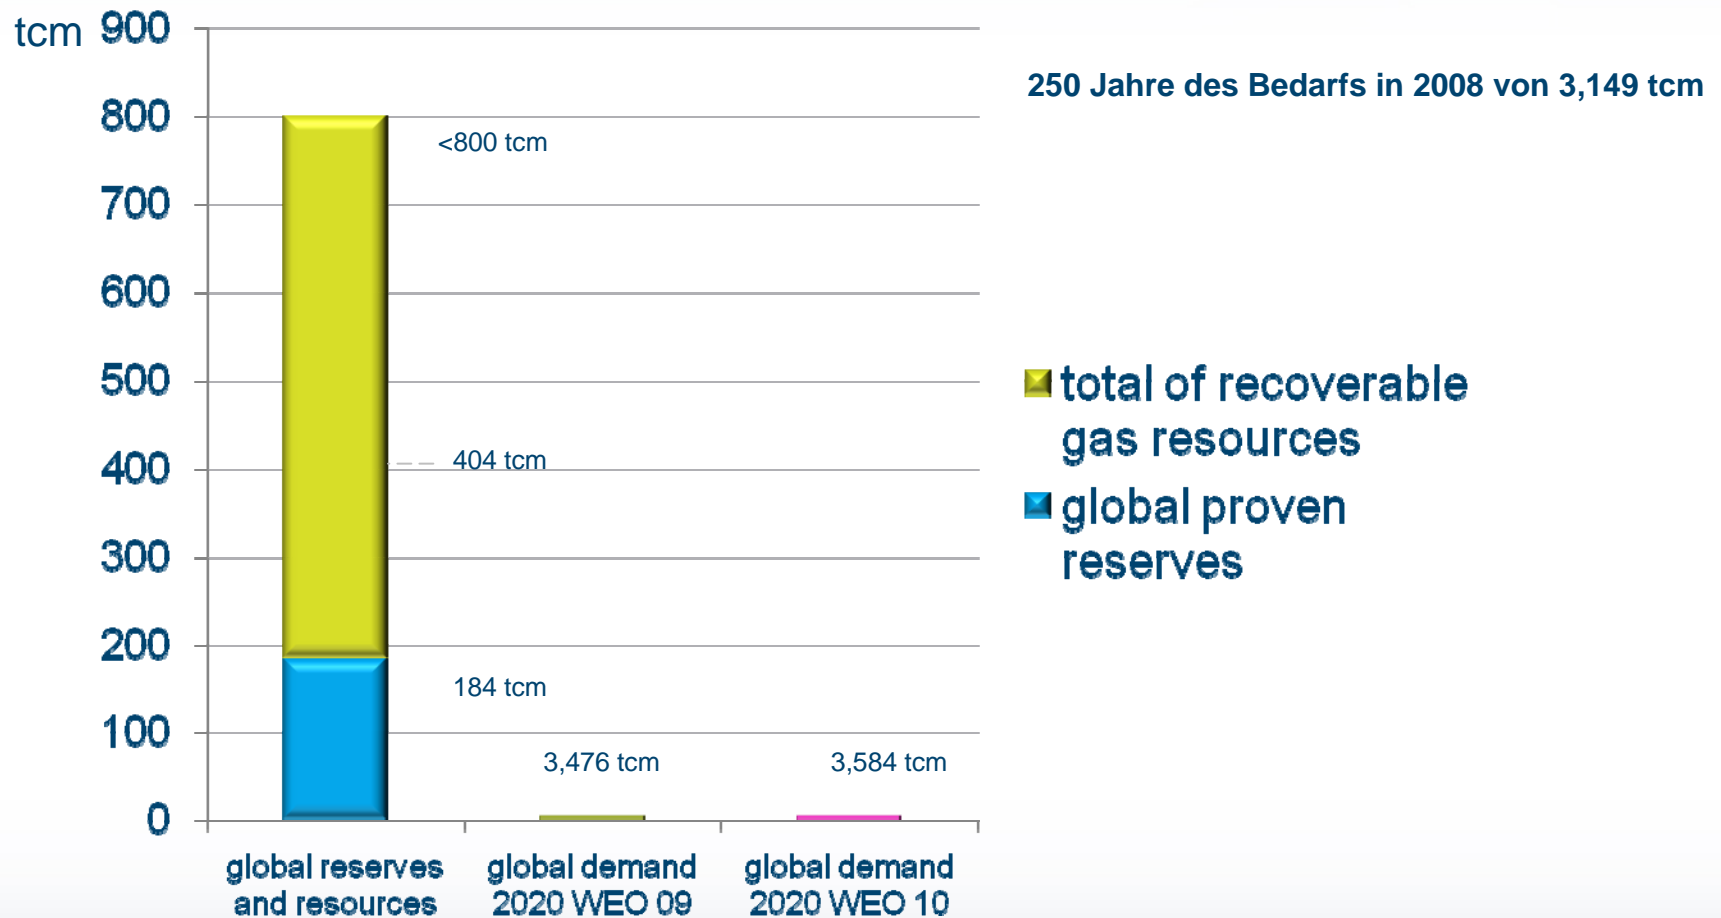 tcm
900
800
700
600
500
400
300
200
100
0
250 Jahre des Bedarfs in 2008 von 3,149 tcm
<800 tcm
404 tcm
184 tcm
3,476 tcm
3,584 tcm
total of recoverable
gas resources
global proven
reserves
global reserves
and resources
global demand
2020 WEO 09
global demand
2020 WEO 10